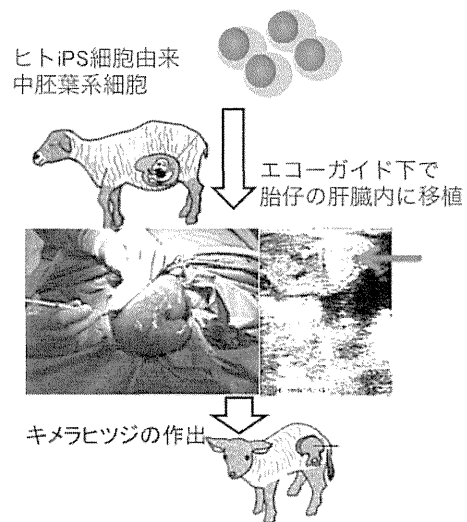 ヒトiPS細胞由来
中胚葉系細胞
エコーガイド下で
胎仔の肝臓内に移植
キメラヒツジの作出